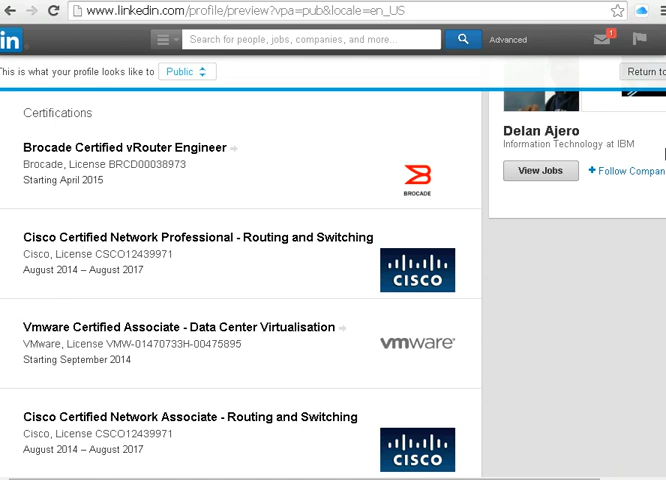 www.linkedin.com/profile/preview?vpa=pub&locale=en_US
in
Search for people, jobs, companies, and more...
Advanced
1
This is what your profile looks like to
Public
Return to
Certifications
Brocade Certified vRouter Engineer
Brocade, License BRCD00038973
Starting April 2015
BROCADE
Cisco Certified Network Professional - Routing and Switching
Cisco, License CSCO12439971
August 2014 – August 2017
CISCO
Vmware Certified Associate - Data Center Virtualisation
VMware, License VMW-01470733H-00475895
Starting September 2014
vmware
Cisco Certified Network Associate - Routing and Switching
Cisco, License CSCO12439971
August 2014 – August 2017
CISCO
Delan Ajero
Information Technology at IBM
View Jobs
+ Follow Compan